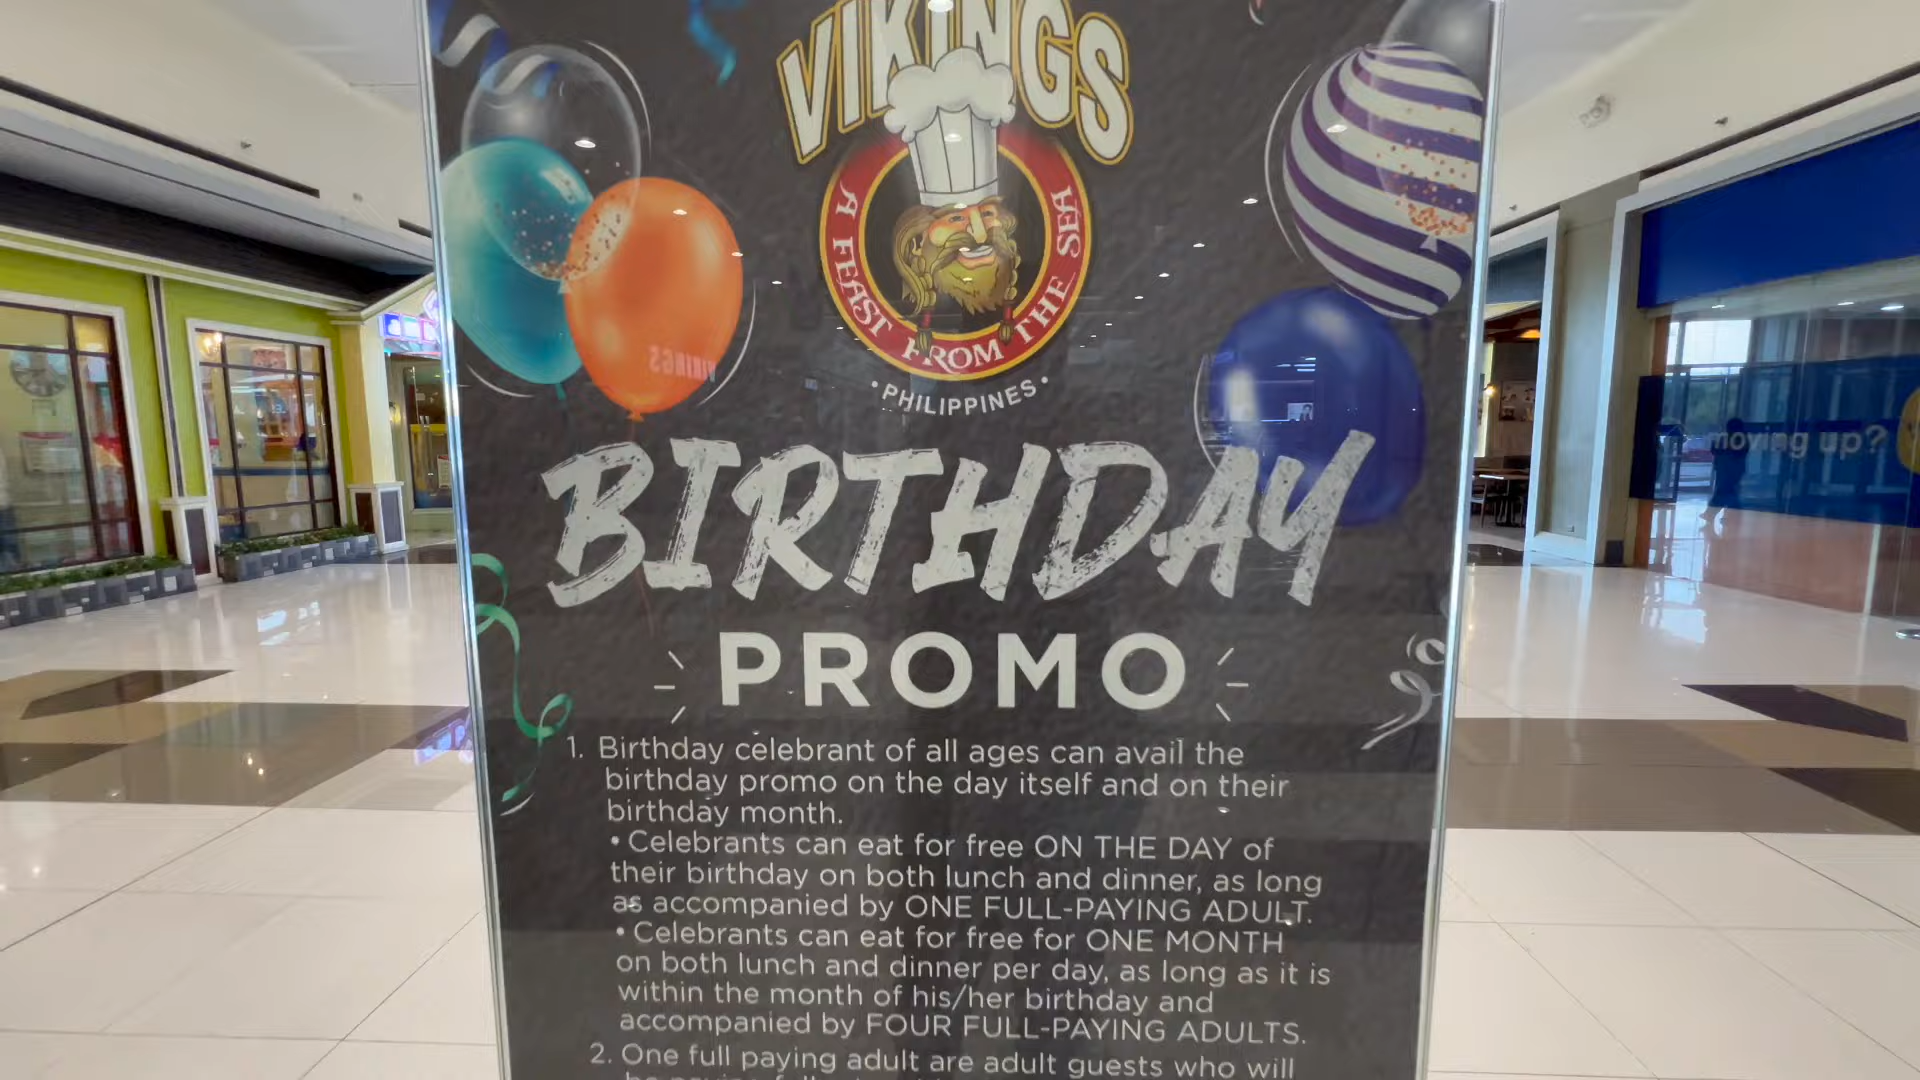 VIKINGS
A FEAST FROM THE SEA
• PHILIPPINES •
VIKINGS
BIRTHDAY
PROMO
1. Birthday celebrant of all ages can avail the
birthday promo on the day itself and on their
birthday month.
• Celebrants can eat for free ON THE DAY of
their birthday on both lunch and dinner, as long
as accompanied by ONE FULL-PAYING ADULT.
• Celebrants can eat for free for ONE MONTH
on both lunch and dinner per day, as long as it is
within the month of his/her birthday and
accompanied by FOUR FULL-PAYING ADULTS.
2. One full paying adult are adult guests who will
moving up?